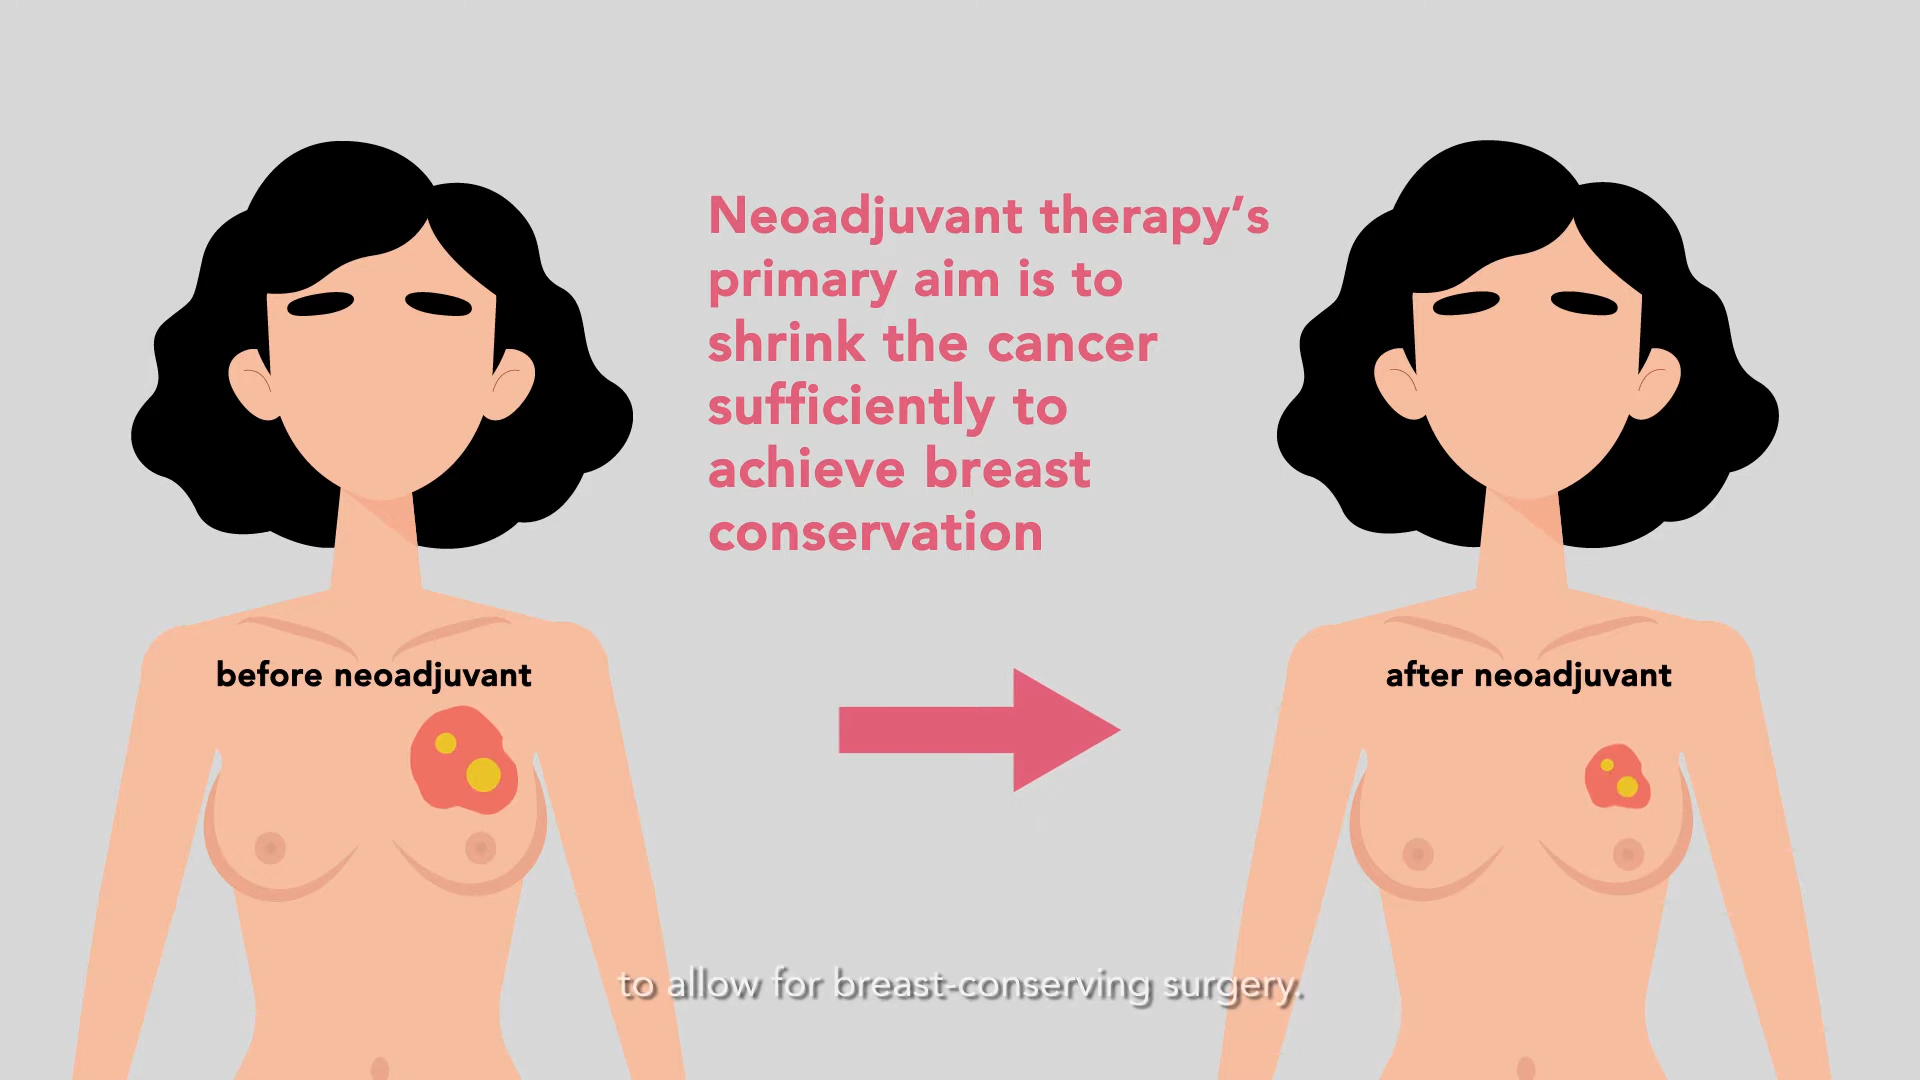 Neoadjuvant therapy’s
primary aim is to
shrink the cancer
sufficiently to
achieve breast
conservation
before neoadjuvant
after neoadjuvant
to allow for breast-conserving surgery.